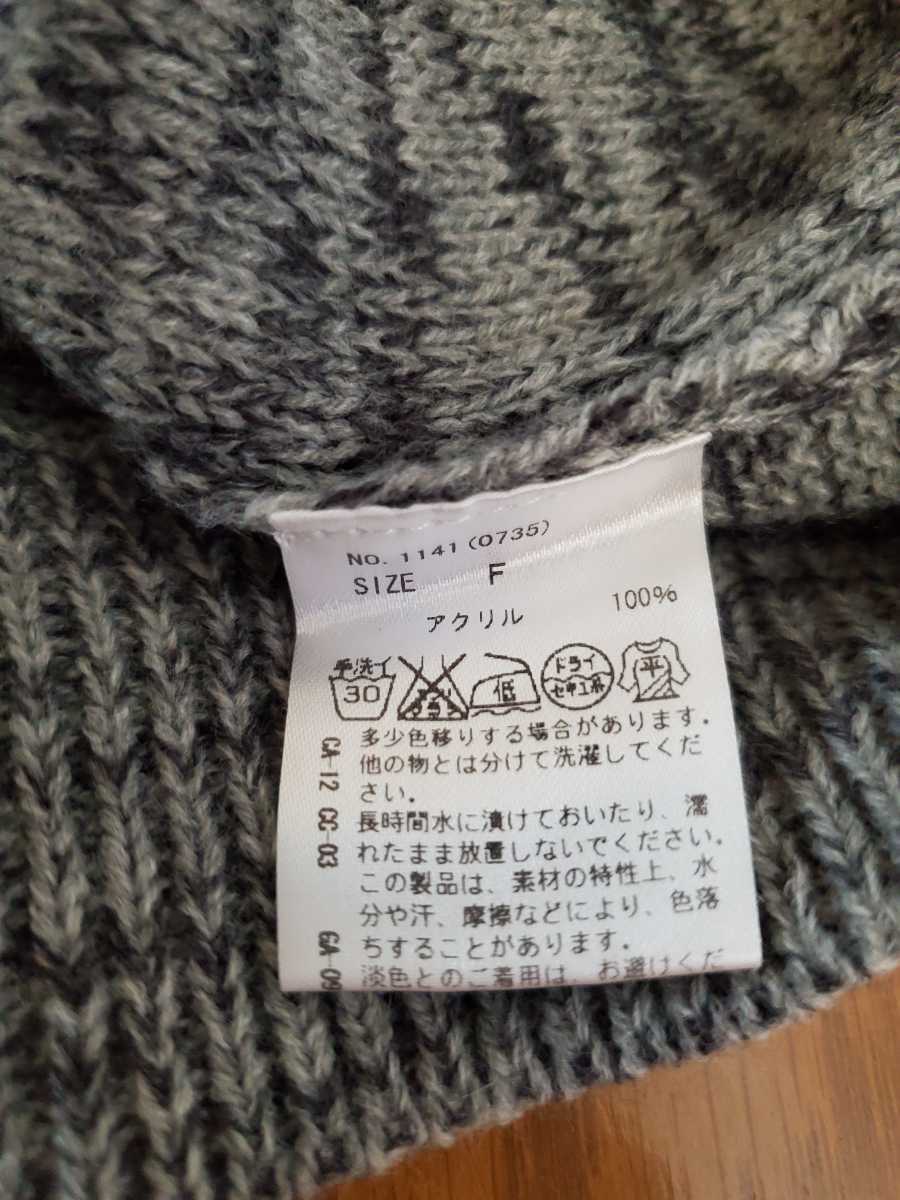 No. 1141 (0735)
SIZE F
アクリル 100%
手洗イ
30
低
ドライ
セキユ系
平
GA-12
多少色移りする場合があります。
他の物とは分けて洗濯してくだ
さい。
GC-03
長時間水に漬けておいたり、濡
れたまま放置しないでください。
この製品は、素材の特性上、水
分や汗、摩擦などにより、色落
ちすることがあります。
GA-09
淡色とのご着用は、お避けくだ